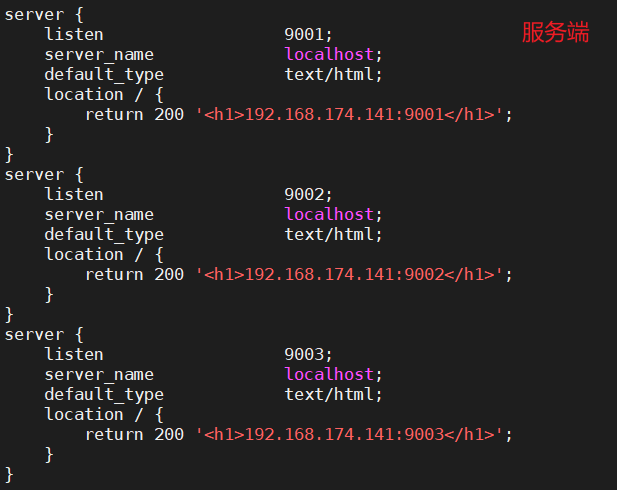 server {
    listen                  9001;
    server_name             localhost;
    default_type            text/html;
    location / {
        return 200 '<h1>192.168.174.141:9001</h1>';
    }
}
server {
    listen                  9002;
    server_name             localhost;
    default_type            text/html;
    location / {
        return 200 '<h1>192.168.174.141:9002</h1>';
    }
}
server {
    listen                  9003;
    server_name             localhost;
    default_type            text/html;
    location / {
        return 200 '<h1>192.168.174.141:9003</h1>';
    }
}
服务端